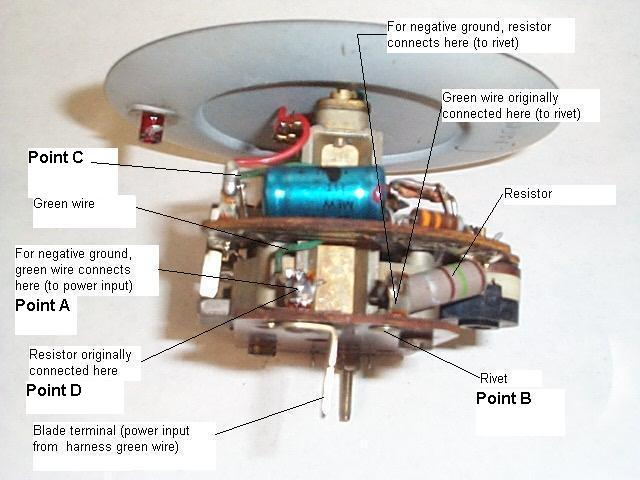 For negative ground, resistor
connects here (to rivet)
Green wire originally
connected here (to rivet)
Point C
Resistor
Green wire
For negative ground,
green wire connects
here (to power input)
Point A
Resistor originally
connected here
Point D
Rivet
Point B
Blade terminal (power input
from harness green wire)